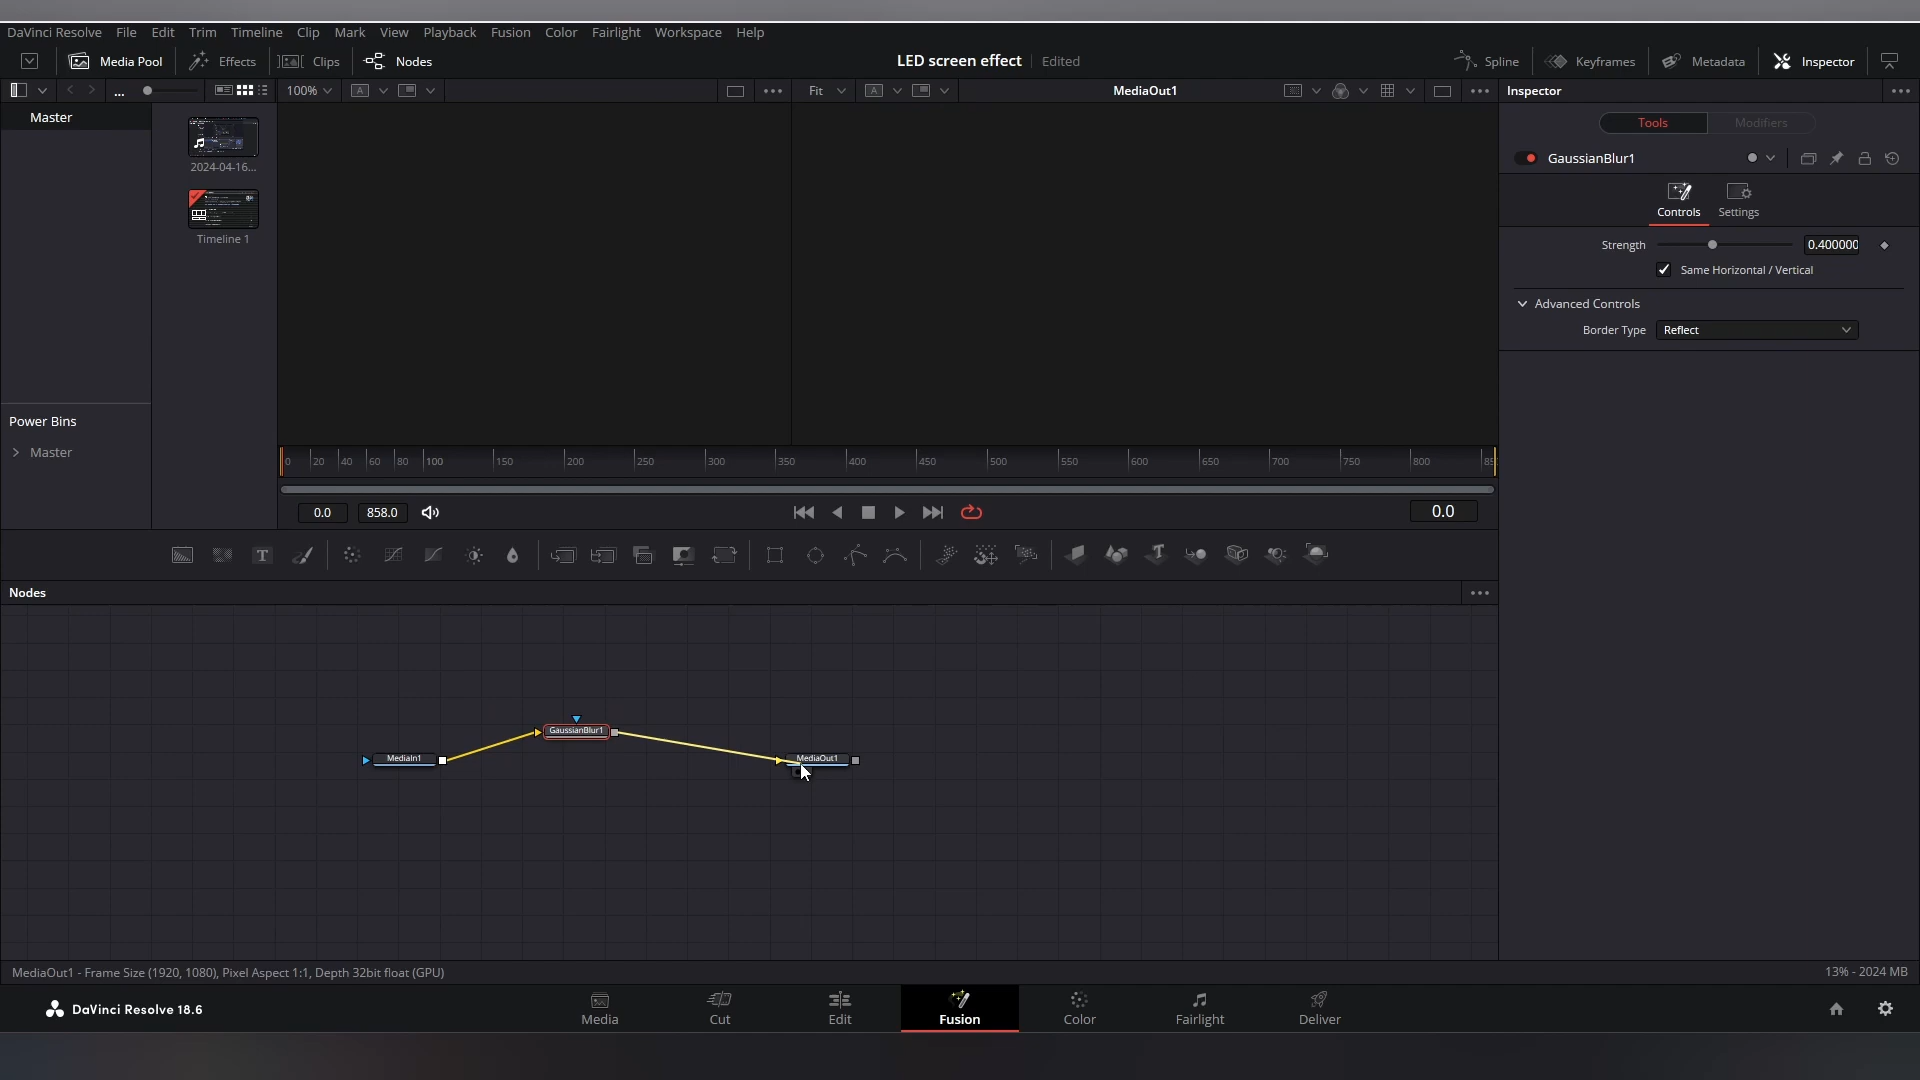 DaVinci Resolve File Edit Trim Timeline Clip Mark View Playback Fusion Color Fairlight Workspace Help
Media Pool Effects Clips Nodes LED screen effect Edited Spline Keyframes Metadata Inspector
... 100% Fit MediaOut1 Inspector
Master
Tools Modifiers
2024-04-16...
GaussianBlur1
Controls Settings
Timeline 1
Strength 0.400000
Same Horizontal / Vertical
Advanced Controls
Border Type Reflect
Power Bins
Master
0 20 40 60 80 100 150 200 250 300 350 400 450 500 550 600 650 700 750 800
0.0 858.0 0.0
Nodes
GaussianBlur1
MediaIn1 MediaOut1
MediaOut1 - Frame Size (1920, 1080), Pixel Aspect 1:1, Depth 32bit float (GPU) 13% - 2024 MB
DaVinci Resolve 18.6 Media Cut Edit Fusion Color Fairlight Deliver